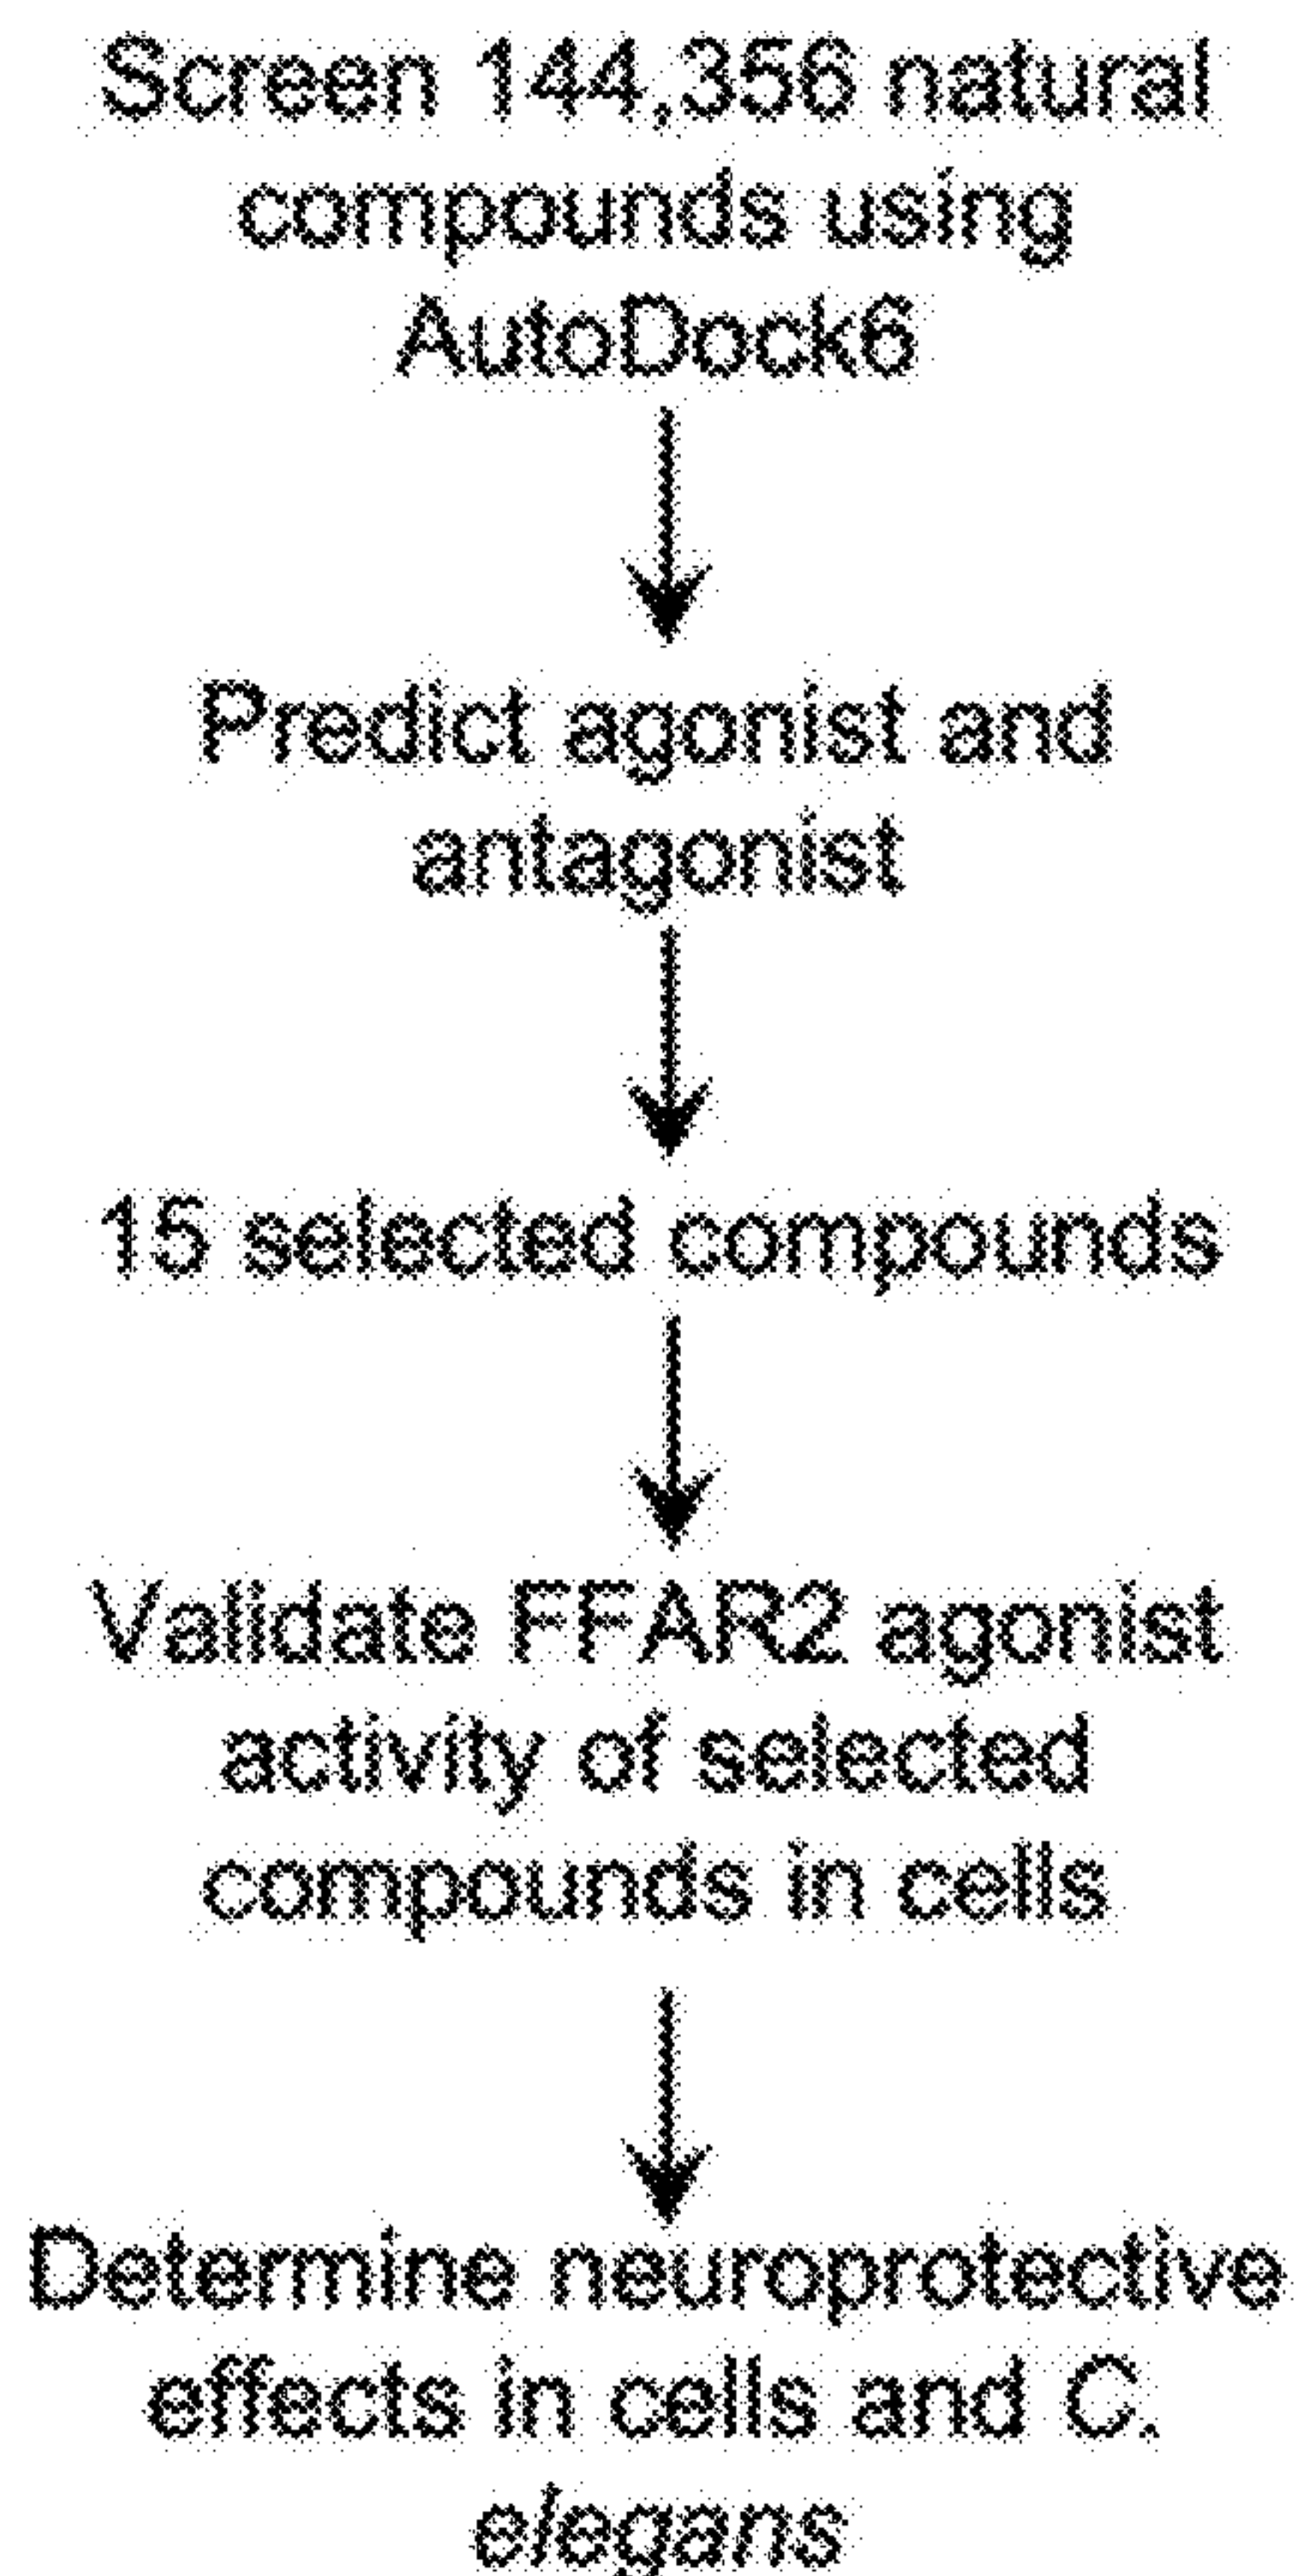 Screen 144,356 natural
compounds using
AutoDock6
Predict agonist and
antagonist
15 selected compounds
Validate FFAR2 agonist
activity of selected
compounds in cells
Determine neuroprotective
effects in cells and C.
elegans